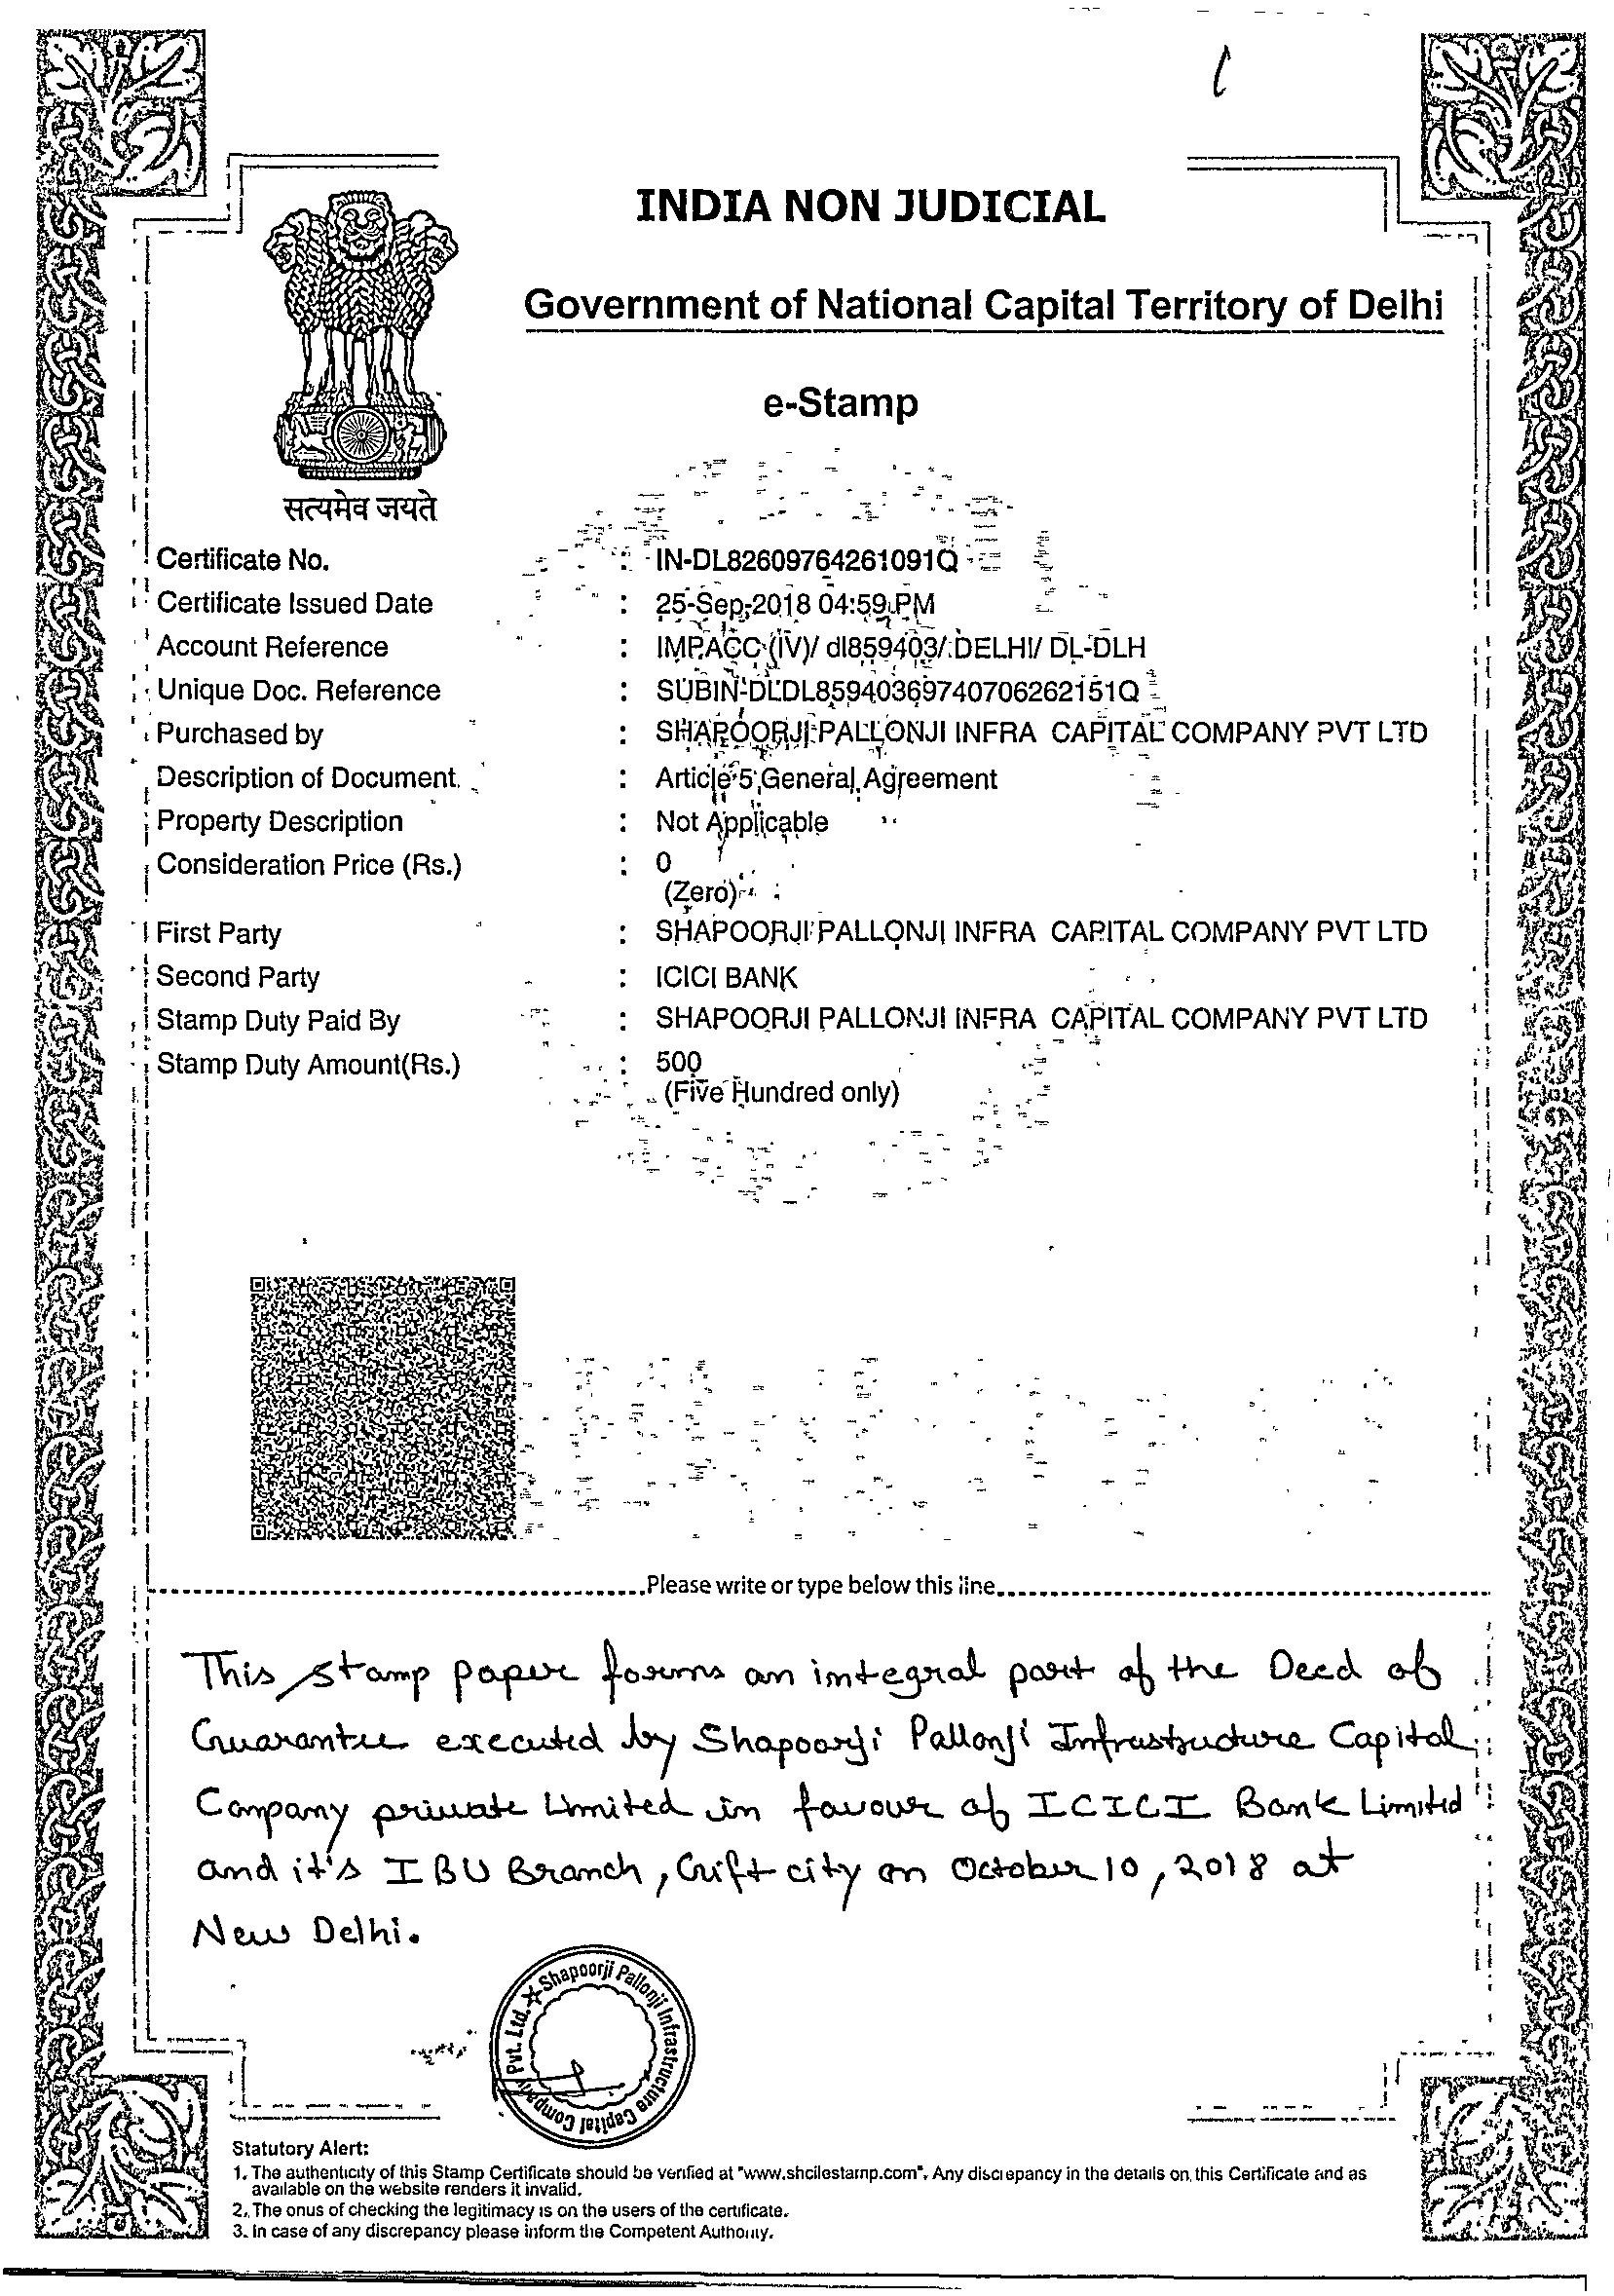 INDIA NON JUDICIAL
Government of National Capital Territory of Delhi
e-Stamp
सत्यमेव जयते
Certificate No. : IN-DL82609764261091Q
Certificate Issued Date : 25-Sep-2018 04:59 PM
Account Reference : IMPACC (IV)/ dl859403/ DELHI/ DL-DLH
Unique Doc. Reference : SUBIN-DLDL85940369740706262151Q
Purchased by : SHAPOORJI PALLONJI INFRA CAPITAL COMPANY PVT LTD
Description of Document : Article 5 General Agreement
Property Description : Not Applicable
Consideration Price (Rs.) : 0
(Zero)
First Party : SHAPOORJI PALLONJI INFRA CAPITAL COMPANY PVT LTD
Second Party : ICICI BANK
Stamp Duty Paid By : SHAPOORJI PALLONJI INFRA CAPITAL COMPANY PVT LTD
Stamp Duty Amount(Rs.) : 500
(Five Hundred only)
Please write or type below this line
This stamp paper forms an integral part of the Deed of
Guarantee executed by Shapoorji Pallonji Infrastructure Capital
Company private Limited in favour of ICICI Bank Limited
and it's IBU Branch, Gift city on October 10, 2018 at
New Delhi.
Shapoorji Pallonji Infrastructure Capital Company Pvt. Ltd.
Statutory Alert:
1. The authenticity of this Stamp Certificate should be verified at "www.shcilestamp.com". Any discrepancy in the details on this Certificate and as
available on the website renders it invalid.
2. The onus of checking the legitimacy is on the users of the certificate.
3. In case of any discrepancy please inform the Competent Authority.